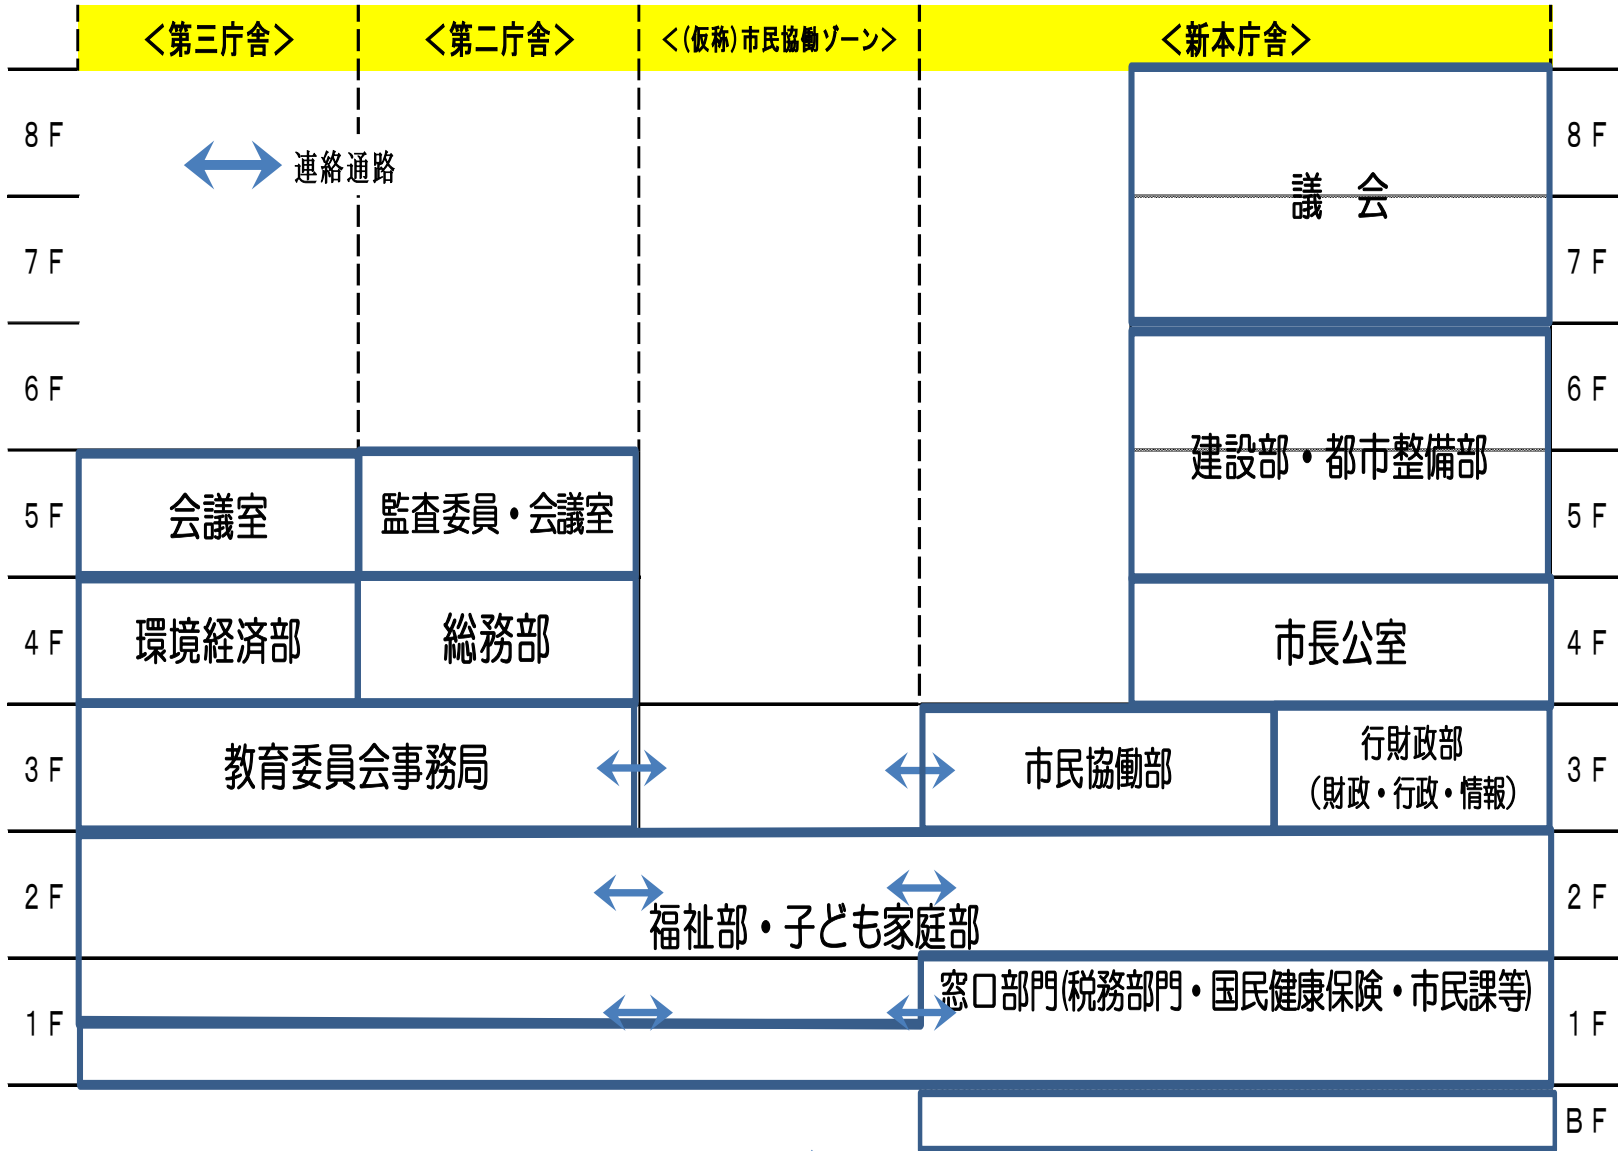 ＜第三庁舎＞
＜第二庁舎＞
＜(仮称)市民協働ゾーン＞
＜新本庁舎＞
8F
連絡通路
議　会
8F
7F
7F
6F
6F
建設部・都市整備部
5F
会議室
監査委員・会議室
5F
4F
環境経済部
総務部
市長公室
4F
3F
教育委員会事務局
市民協働部
行財政部
（財政・行政・情報）
3F
2F
福祉部・子ども家庭部
2F
窓口部門(税務部門・国民健康保険・市民課等)
1F
1F
BF